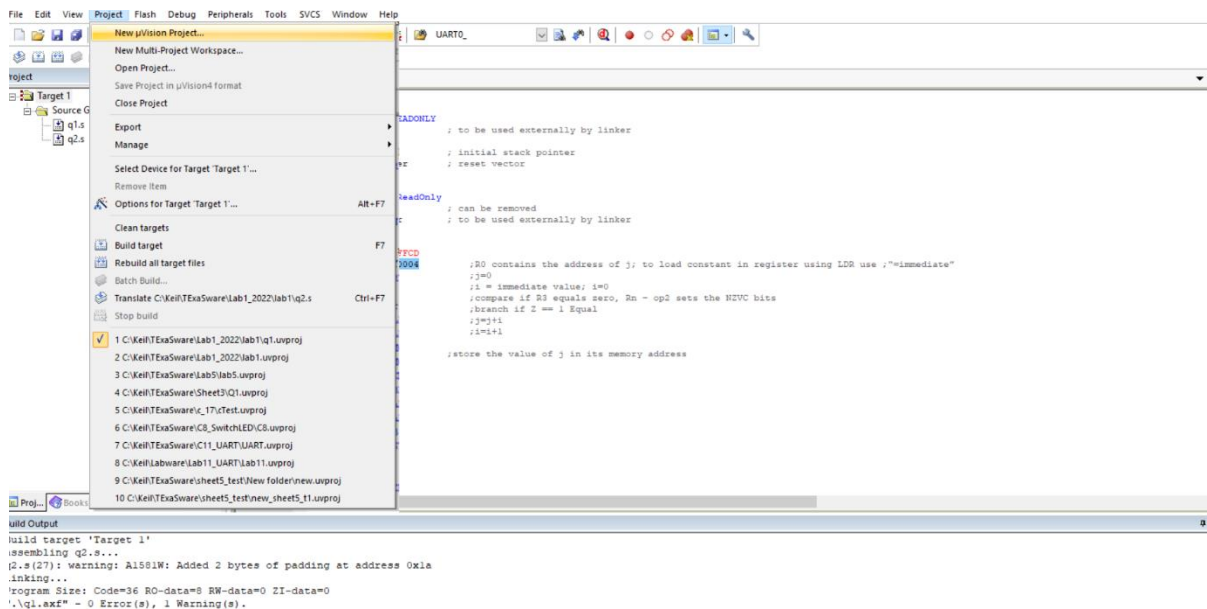 File Edit View Project Flash Debug Peripherals Tools SVCS Window Help
UART0_
New µVision Project...
New Multi-Project Workspace...
Open Project...
Save Project in µVision4 format
Close Project
Export
Manage
Select Device for Target 'Target 1'...
Remove Item
Options for Target 'Target 1'... Alt+F7
Clean targets
Build target F7
Rebuild all target files
Batch Build...
Translate C:\Keil\TExaSware\Lab1_2022\lab1\q2.s Ctrl+F7
Stop build
1 C:\Keil\TExaSware\Lab1_2022\lab1\q1.uvproj
2 C:\Keil\TExaSware\Lab1_2022\lab1.uvproj
3 C:\Keil\TExaSware\Lab5\lab5.uvproj
4 C:\Keil\TExaSware\Sheet3\Q1.uvproj
5 C:\Keil\TExaSware\c_17\cTest.uvproj
6 C:\Keil\TExaSware\C8_SwitchLED\C8.uvproj
7 C:\Keil\TExaSware\C11_UART\UART.uvproj
8 C:\Keil\Labware\Lab11_UART\Lab11.uvproj
9 C:\Keil\TExaSware\sheet5_test\New folder\new.uvproj
10 C:\Keil\TExaSware\sheet5_test\new_sheet5_t1.uvproj
roject
Target 1
Source G
q1.s
q2.s
Proj... Books
; to be used externally by linker
; initial stack pointer
; reset vector
ReadOnly
; can be removed
; to be used externally by linker
;R0 contains the address of j; to load constant in register using LDR use ;"=immediate"
;j=0
;i = immediate value; i=0
;compare if R3 equals zero, Rn - op2 sets the NZVC bits
;branch if Z == 1 Equal
;j=j+i
;i=i+1
;store the value of j in its memory address
uild Output
Build target 'Target 1'
assembling q2.s...
q2.s(27): warning: A1581W: Added 2 bytes of padding at address 0x1a
linking...
Program Size: Code=36 RO-data=8 RW-data=0 ZI-data=0
".\q1.axf" - 0 Error(s), 1 Warning(s).